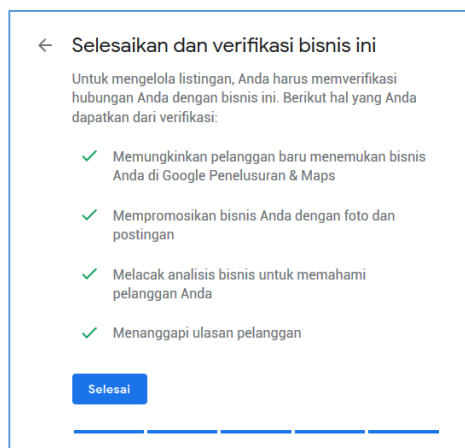 Selesaikan dan verifikasi bisnis ini
Untuk mengelola listingan, Anda harus memverifikasi
hubungan Anda dengan bisnis ini. Berikut hal yang Anda
dapatkan dari verifikasi:
Memungkinkan pelanggan baru menemukan bisnis
Anda di Google Penelusuran & Maps
Mempromosikan bisnis Anda dengan foto dan
postingan
Melacak analisis bisnis untuk memahami
pelanggan Anda
Menanggapi ulasan pelanggan
Selesai